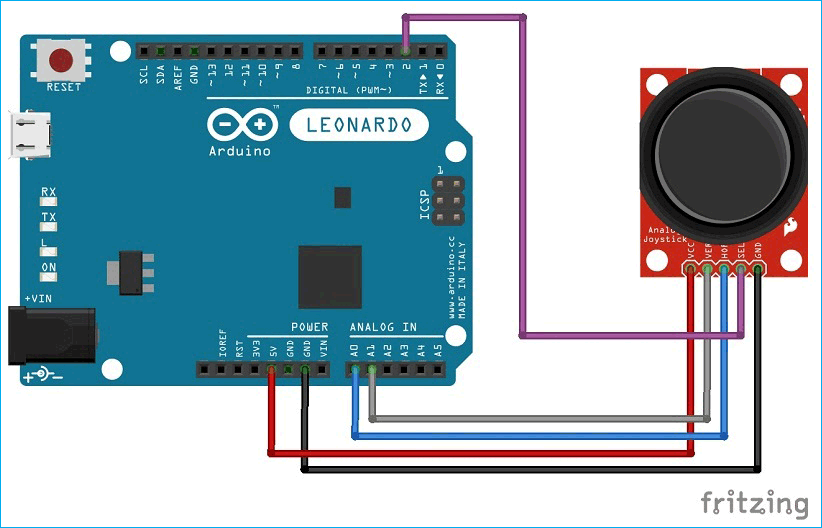 RESET
SCL
SDA
AREF
GND
~13
12
~11
~10
~9
8
7
~6
~5
4
~3
2
TX▶1
RX◀0
DIGITAL (PWM~)
TM
LEONARDO
Arduino
1
ICSP
RX
TX
L
ON
www.arduino.cc
MADE IN ITALY
+VIN
+ -
POWER
ANALOG IN
IOREF
RST
3V3
5V
GND
GND
VIN
A0
A1
A2
A3
A4
A5
Joystick
VCC
VER
HOR
SEL
GND
fritzing